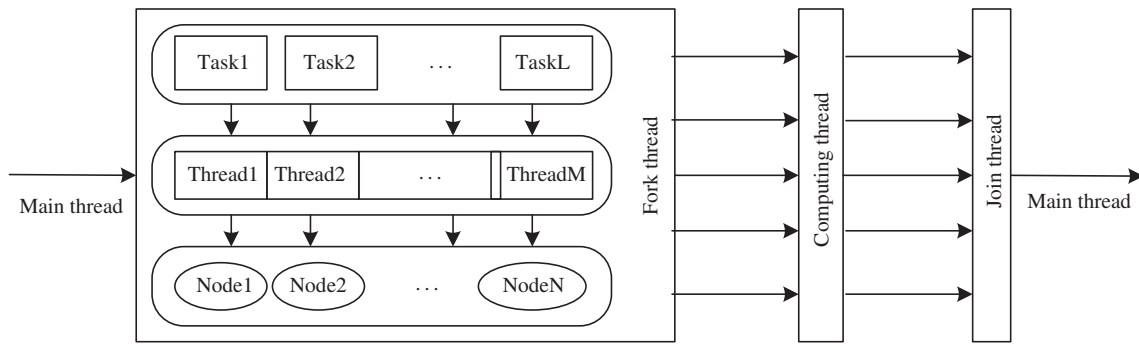 Task1 Task2 ... TaskL
Thread1 Thread2 ... ThreadM
Node1 Node2 ... NodeN
Main thread
Fork thread
Computing thread
Join thread
Main thread